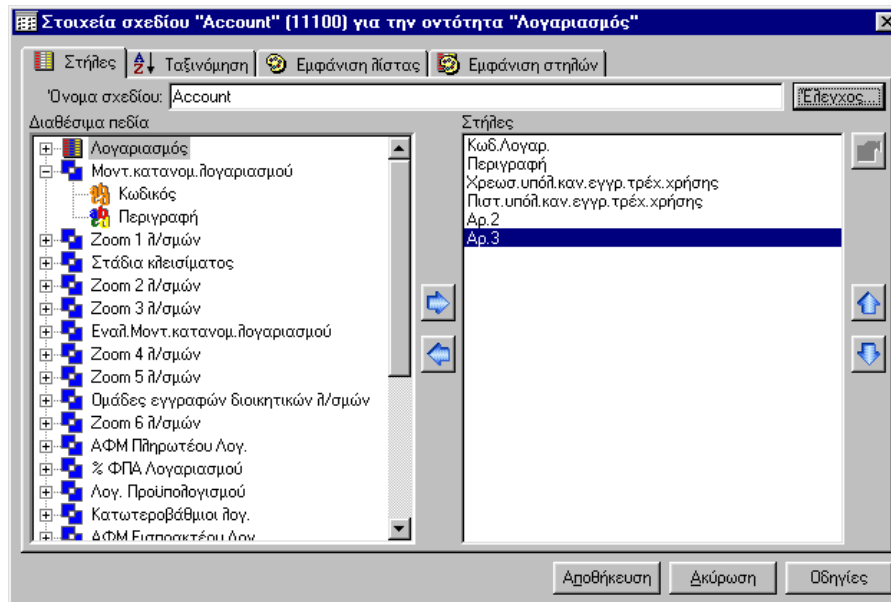 Στοιχεία σχεδίου "Account" (11100) για την οντότητα "Λογαριασμός"
Στήλες Ταξινόμηση Εμφάνιση λίστας Εμφάνιση στηλών
Όνομα σχεδίου: Account Έλεγχος...
Διαθέσιμα πεδία
Λογαριασμός
Μοντ.κατανομ.λογαριασμού
Κωδικός
Περιγραφή
Zoom 1 λ/σμών
Στάδια κλεισίματος
Zoom 2 λ/σμών
Zoom 3 λ/σμών
Εναλ.Μοντ.κατανομ.λογαριασμού
Zoom 4 λ/σμών
Zoom 5 λ/σμών
Ομάδες εγγραφών διοικητικών λ/σμών
Zoom 6 λ/σμών
ΑΦΜ Πληρωτέου Λογ.
% ΦΠΑ Λογαριασμού
Λογ. Προϋπολογισμού
Κατωτεροβάθμιοι λογ.
ΑΦΜ Εισπρακτέου Λογ
Στήλες
Κωδ.Λογαρ.
Περιγραφή
Χρεωσ.υπόλ.καν.εγγρ.τρέχ.χρήσης
Πιστ.υπόλ.καν.εγγρ.τρέχ.χρήσης
Αρ.2
Αρ.3
Αποθήκευση Ακύρωση Οδηγίες